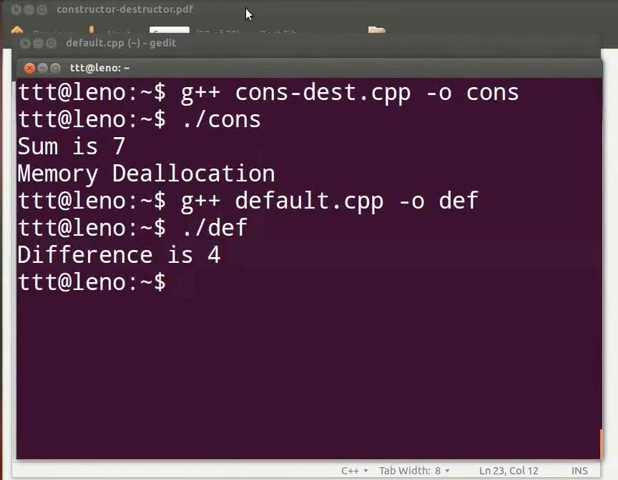 constructor-destructor.pdf
default.cpp (~) - gedit
ttt@leno: ~
ttt@leno:~$ g++ cons-dest.cpp -o cons
ttt@leno:~$ ./cons
Sum is 7
Memory Deallocation
ttt@leno:~$ g++ default.cpp -o def
ttt@leno:~$ ./def
Difference is 4
ttt@leno:~$
C++ Tab Width: 8 Ln 23, Col 12 INS